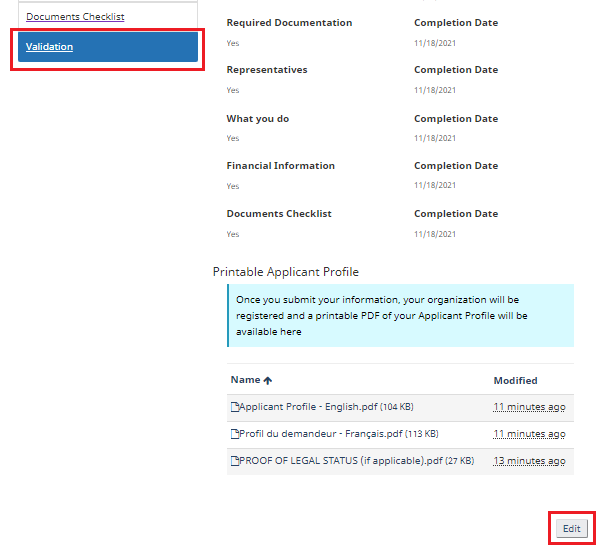 Documents Checklist
Validation
Required Documentation Completion Date
Yes 11/18/2021
Representatives Completion Date
Yes 11/18/2021
What you do Completion Date
Yes 11/18/2021
Financial Information Completion Date
Yes 11/18/2021
Documents Checklist Completion Date
Yes 11/18/2021
Printable Applicant Profile
Once you submit your information, your organization will be
registered and a printable PDF of your Applicant Profile will be
available here
Name Modified
Applicant Profile - English.pdf (104 KB) 11 minutes ago
Profil du demandeur - Français.pdf (113 KB) 11 minutes ago
PROOF OF LEGAL STATUS (if applicable).pdf (27 KB) 13 minutes ago
Edit